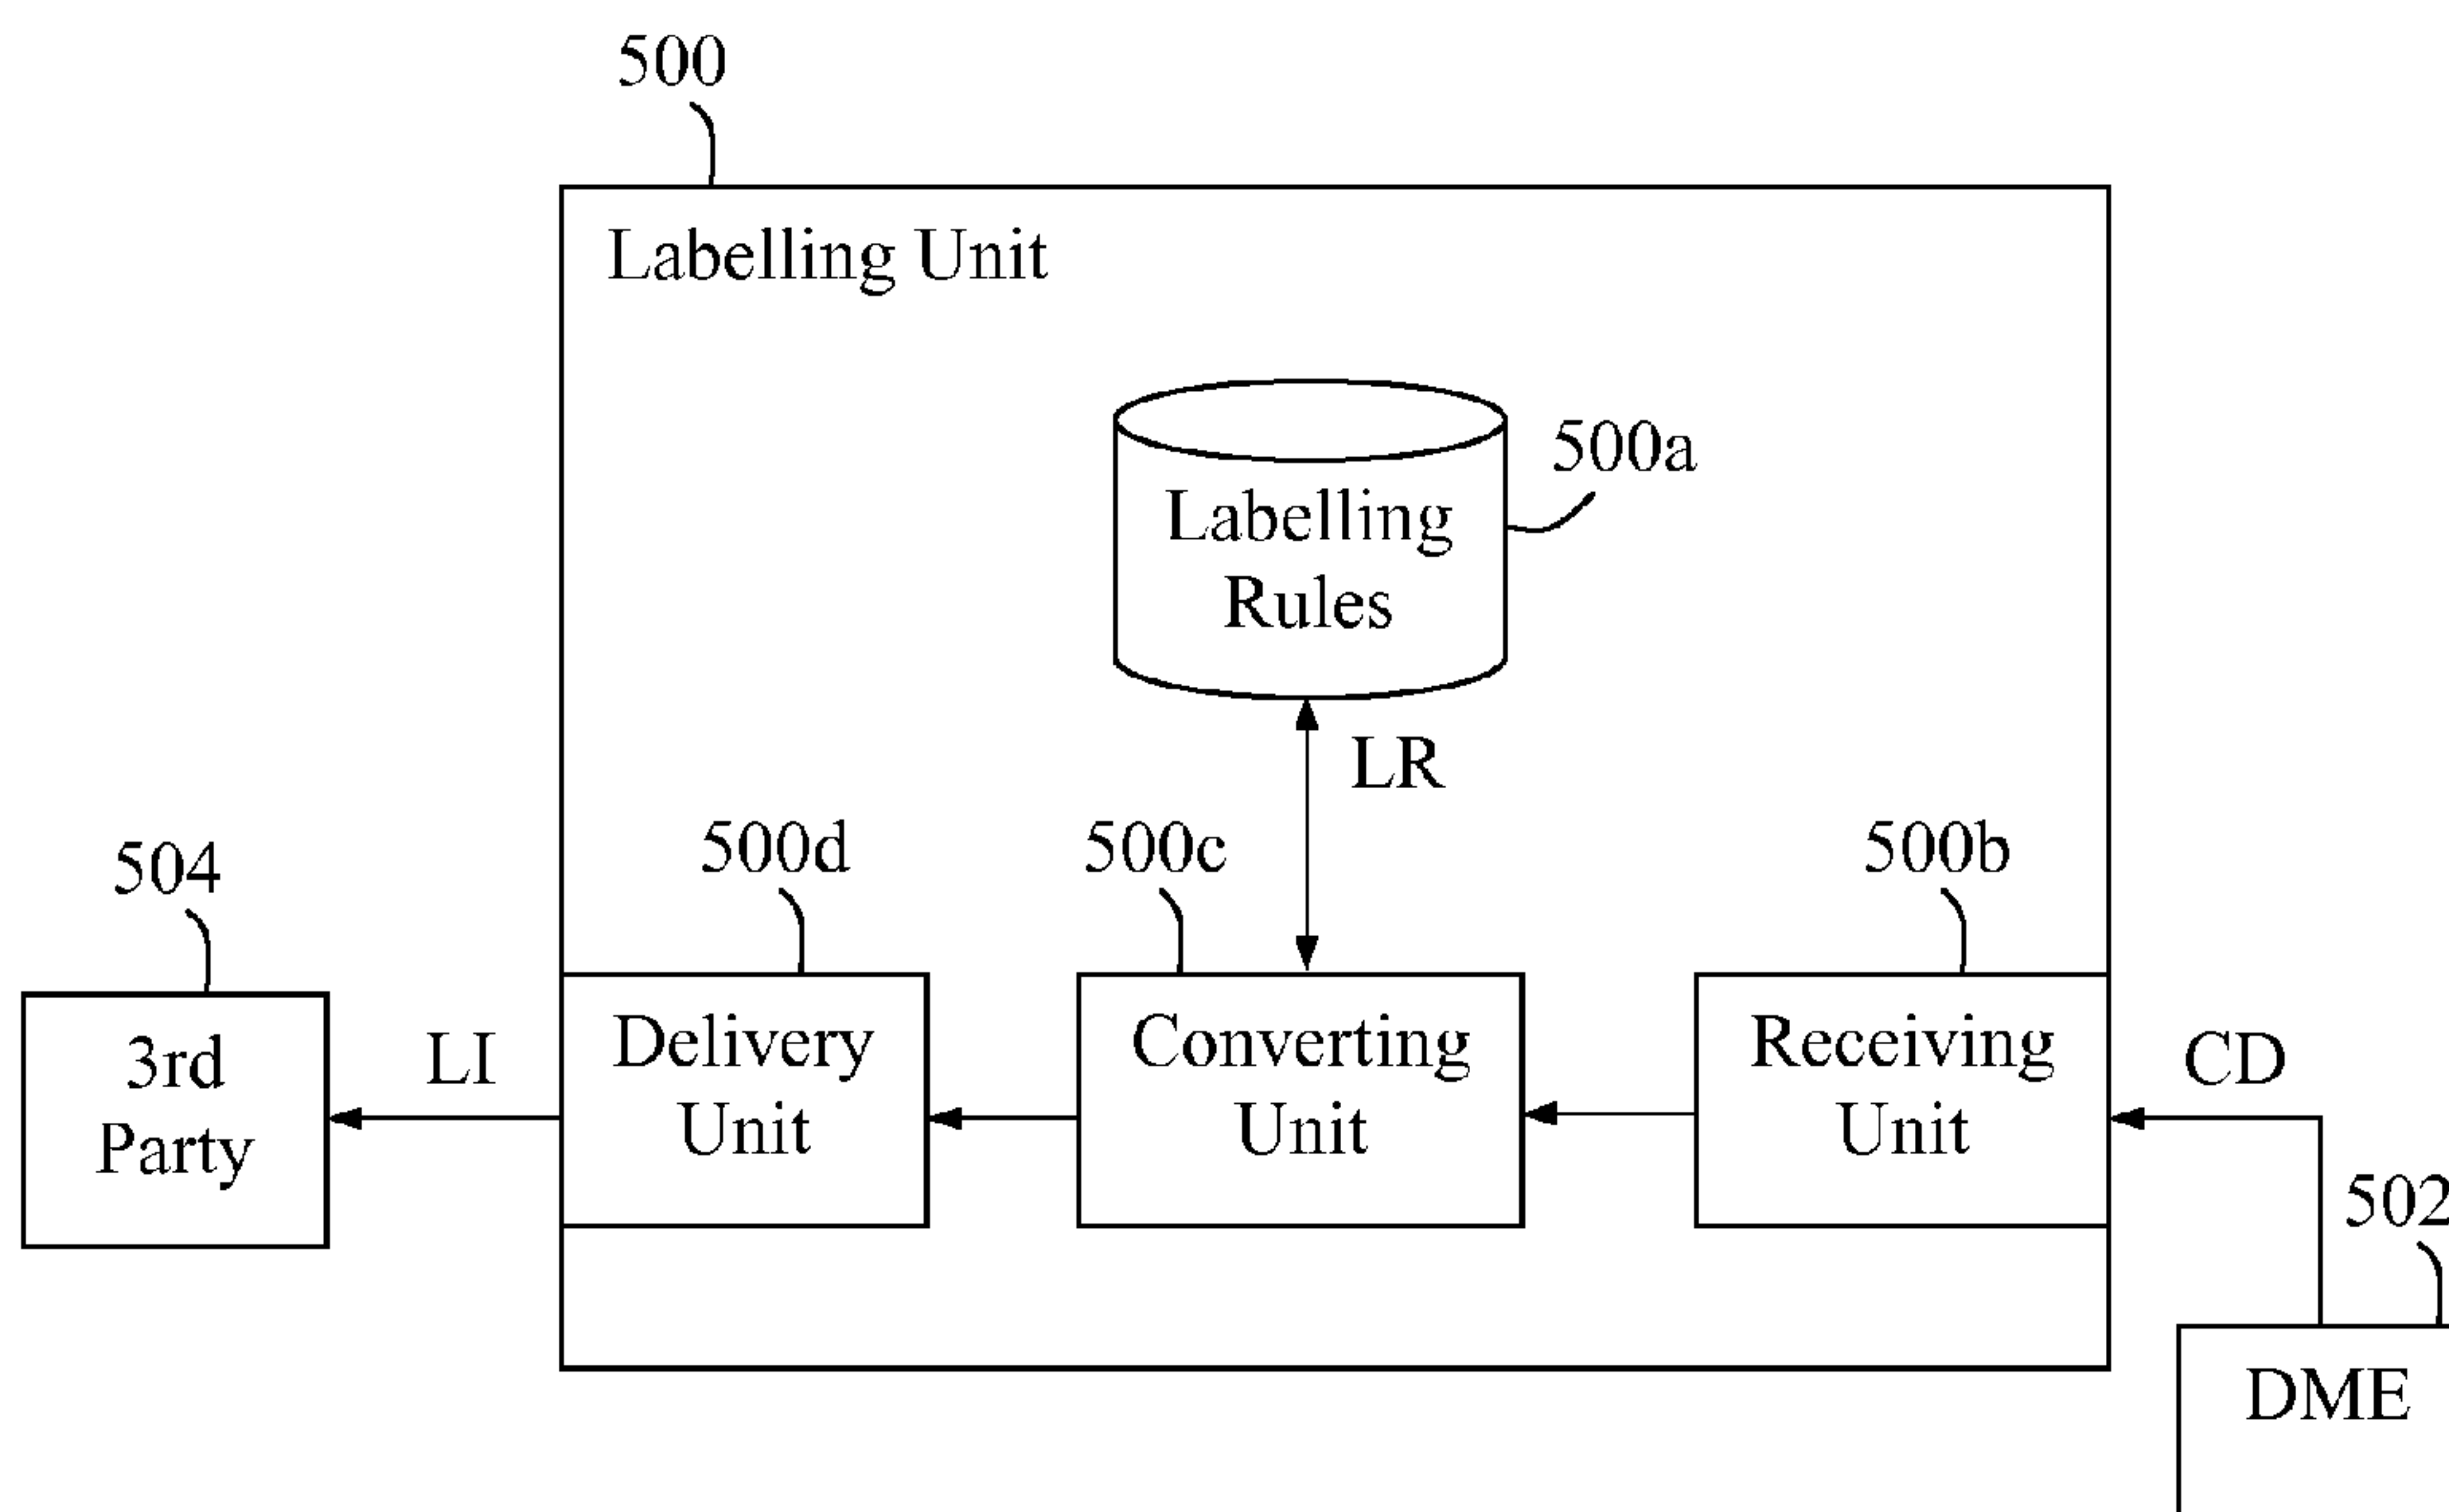 500
Labelling Unit
500a
Labelling
Rules
LR
504
500d
500c
500b
3rd
Party
LI
Delivery
Unit
Converting
Unit
Receiving
Unit
CD
502
DME